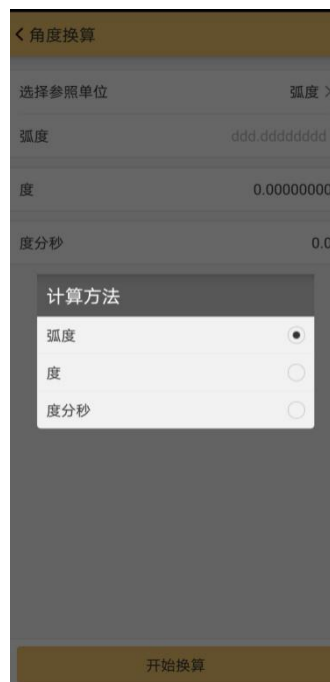 角度换算
选择参照单位 弧度
弧度 ddd.dddddddd
度 0.00000000
度分秒 0.0
计算方法
弧度
度
度分秒
开始换算